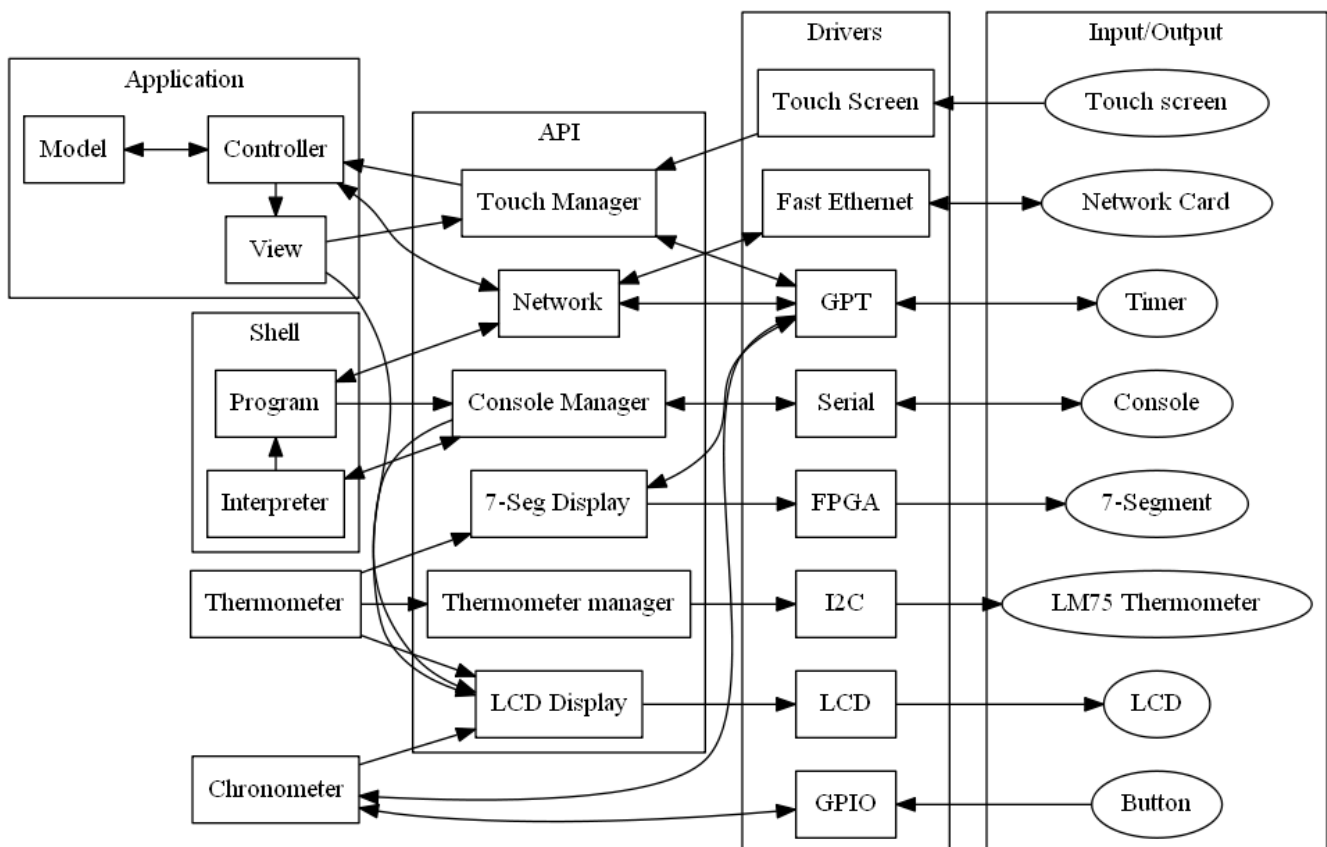 Drivers
Input/Output
Touch Screen
Touch screen
Application
API
Model
Controller
Touch Manager
Fast Ethernet
Network Card
View
Network
GPT
Timer
Shell
Program
Console Manager
Serial
Console
Interpreter
7-Seg Display
FPGA
7-Segment
Thermometer
Thermometer manager
I2C
LM75 Thermometer
LCD Display
LCD
LCD
Chronometer
GPIO
Button